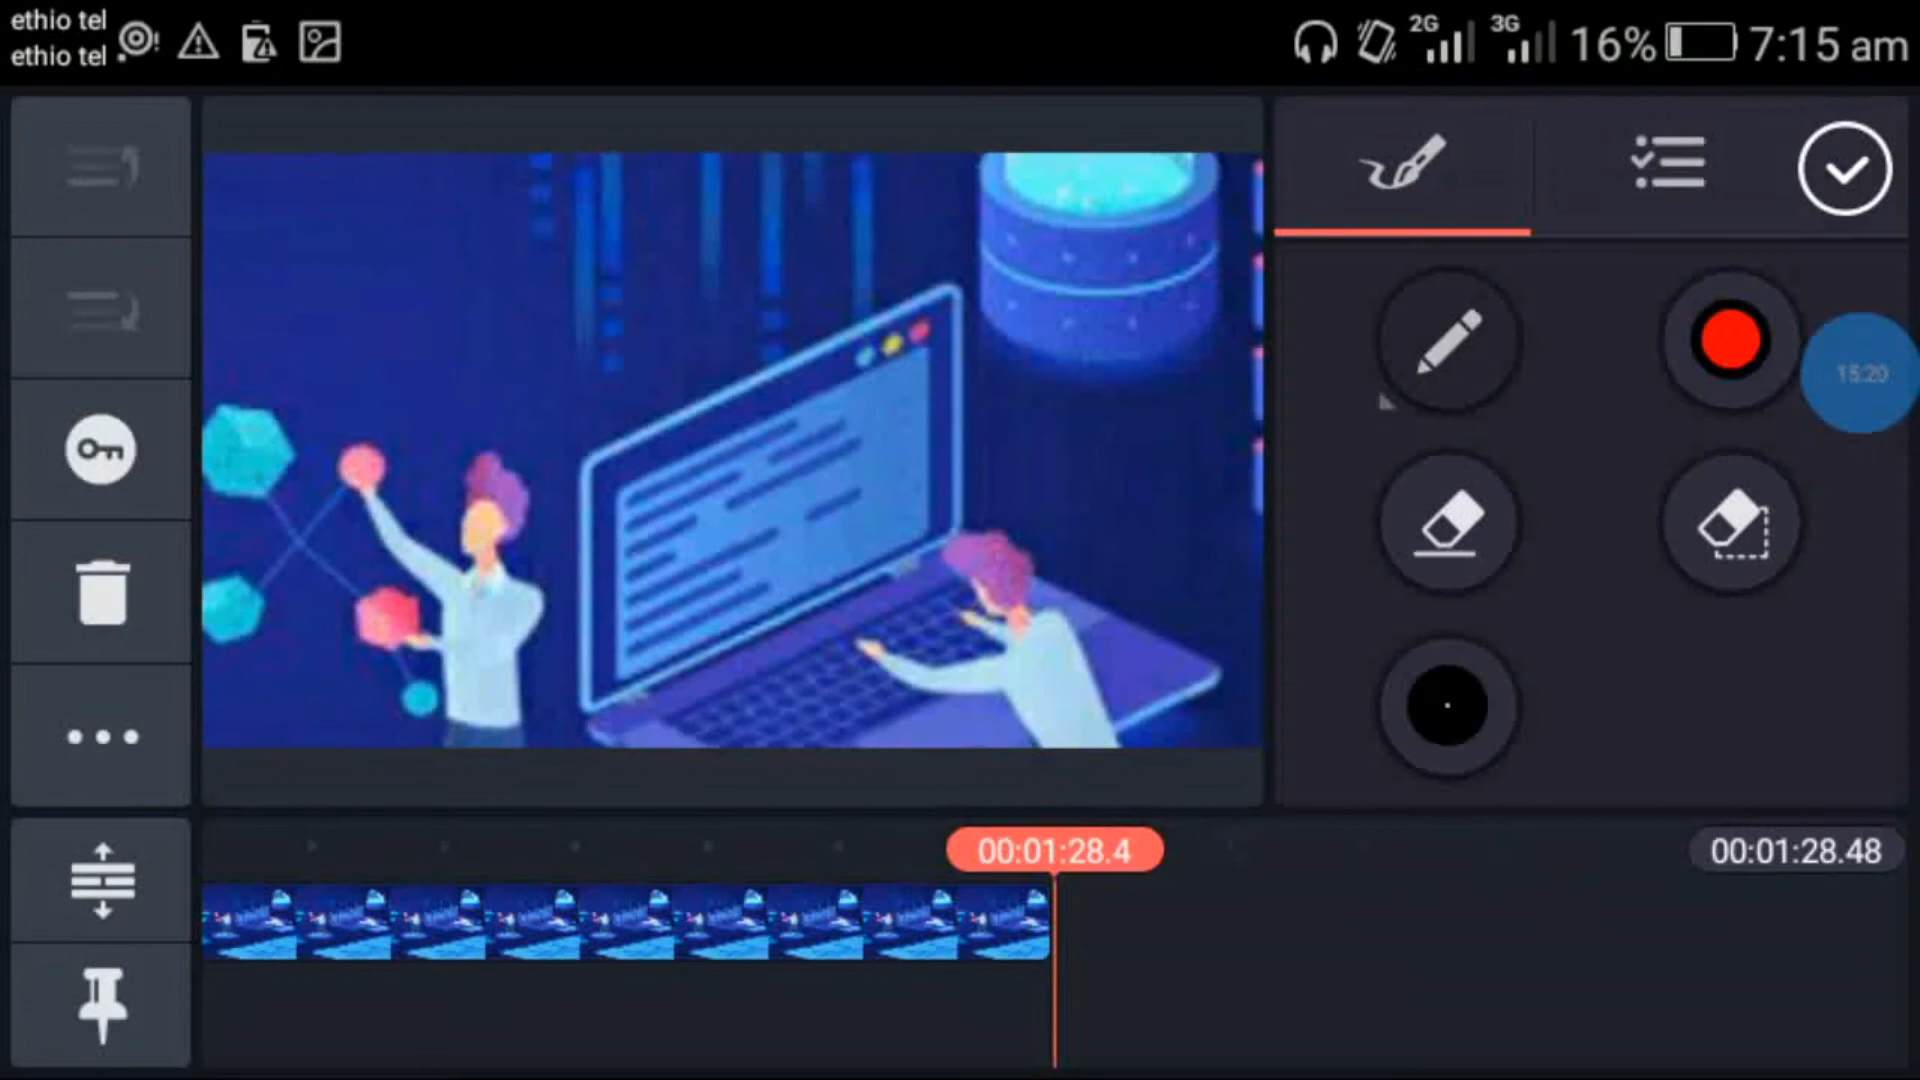 ethio tel
ethio tel
2G
3G
16%
7:15 am
15:20
00:01:28.4
00:01:28.48